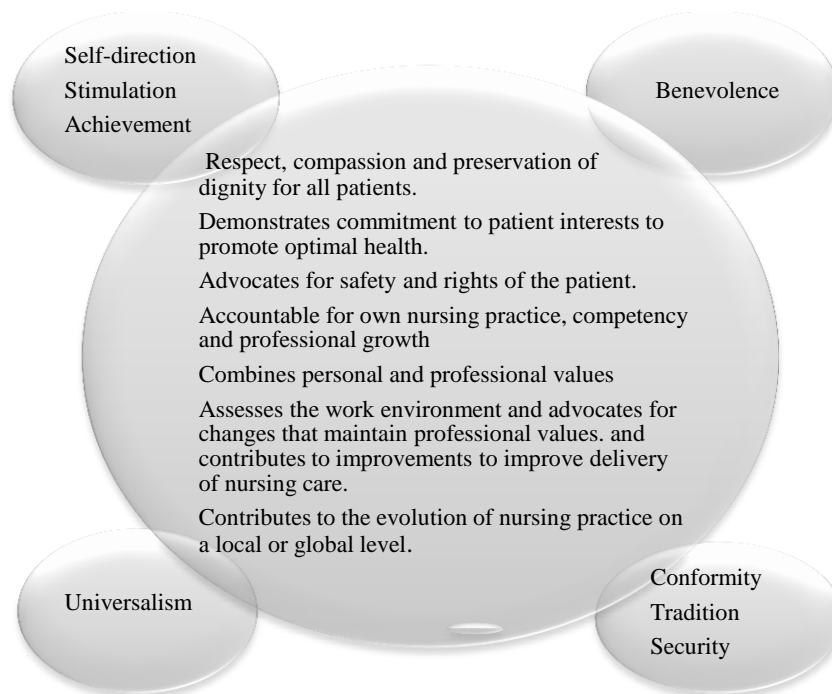 Self-direction
Stimulation
Achievement
Benevolence
Respect, compassion and preservation of
dignity for all patients.
Demonstrates commitment to patient interests to
promote optimal health.
Advocates for safety and rights of the patient.
Accountable for own nursing practice, competency
and professional growth
Combines personal and professional values
Assesses the work environment and advocates for
changes that maintain professional values. and
contributes to improvements to improve delivery
of nursing care.
Contributes to the evolution of nursing practice on
a local or global level.
Universalism
Conformity
Tradition
Security